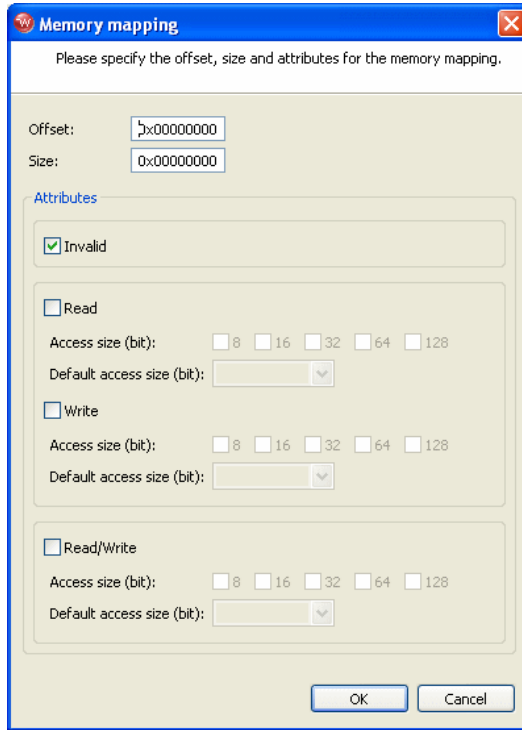 Memory mapping
Please specify the offset, size and attributes for the memory mapping.
Offset: 0x00000000
Size: 0x00000000
Attributes
Invalid
Read
Access size (bit): 8 16 32 64 128
Default access size (bit):
Write
Access size (bit): 8 16 32 64 128
Default access size (bit):
Read/Write
Access size (bit): 8 16 32 64 128
Default access size (bit):
OK Cancel